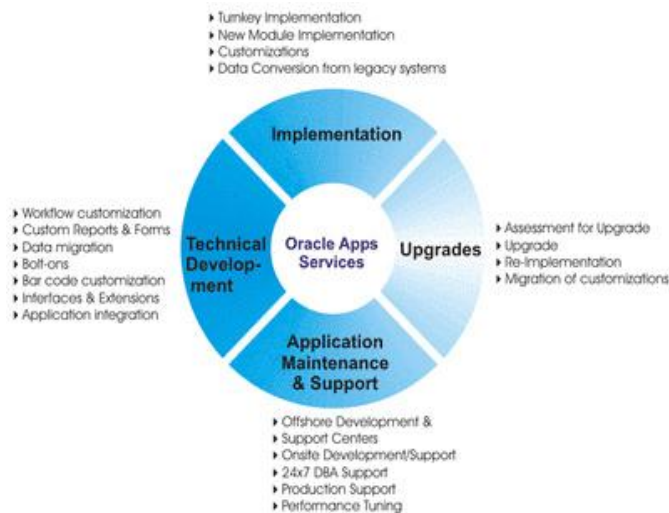 Turnkey Implementation
New Module Implementation
Customizations
Data Conversion from legacy systems
Implementation
Workflow customization
Custom Reports & Forms
Data migration
Bolt-ons
Bar code customization
Interfaces & Extensions
Application integration
Technical
Develop-
ment
Oracle Apps
Services
Upgrades
Assessment for Upgrade
Upgrade
Re-Implementation
Migration of customizations
Application
Maintenance
& Support
Offshore Development &
Support Centers
Onsite Development/Support
24x7 DBA Support
Production Support
Performance Tuning